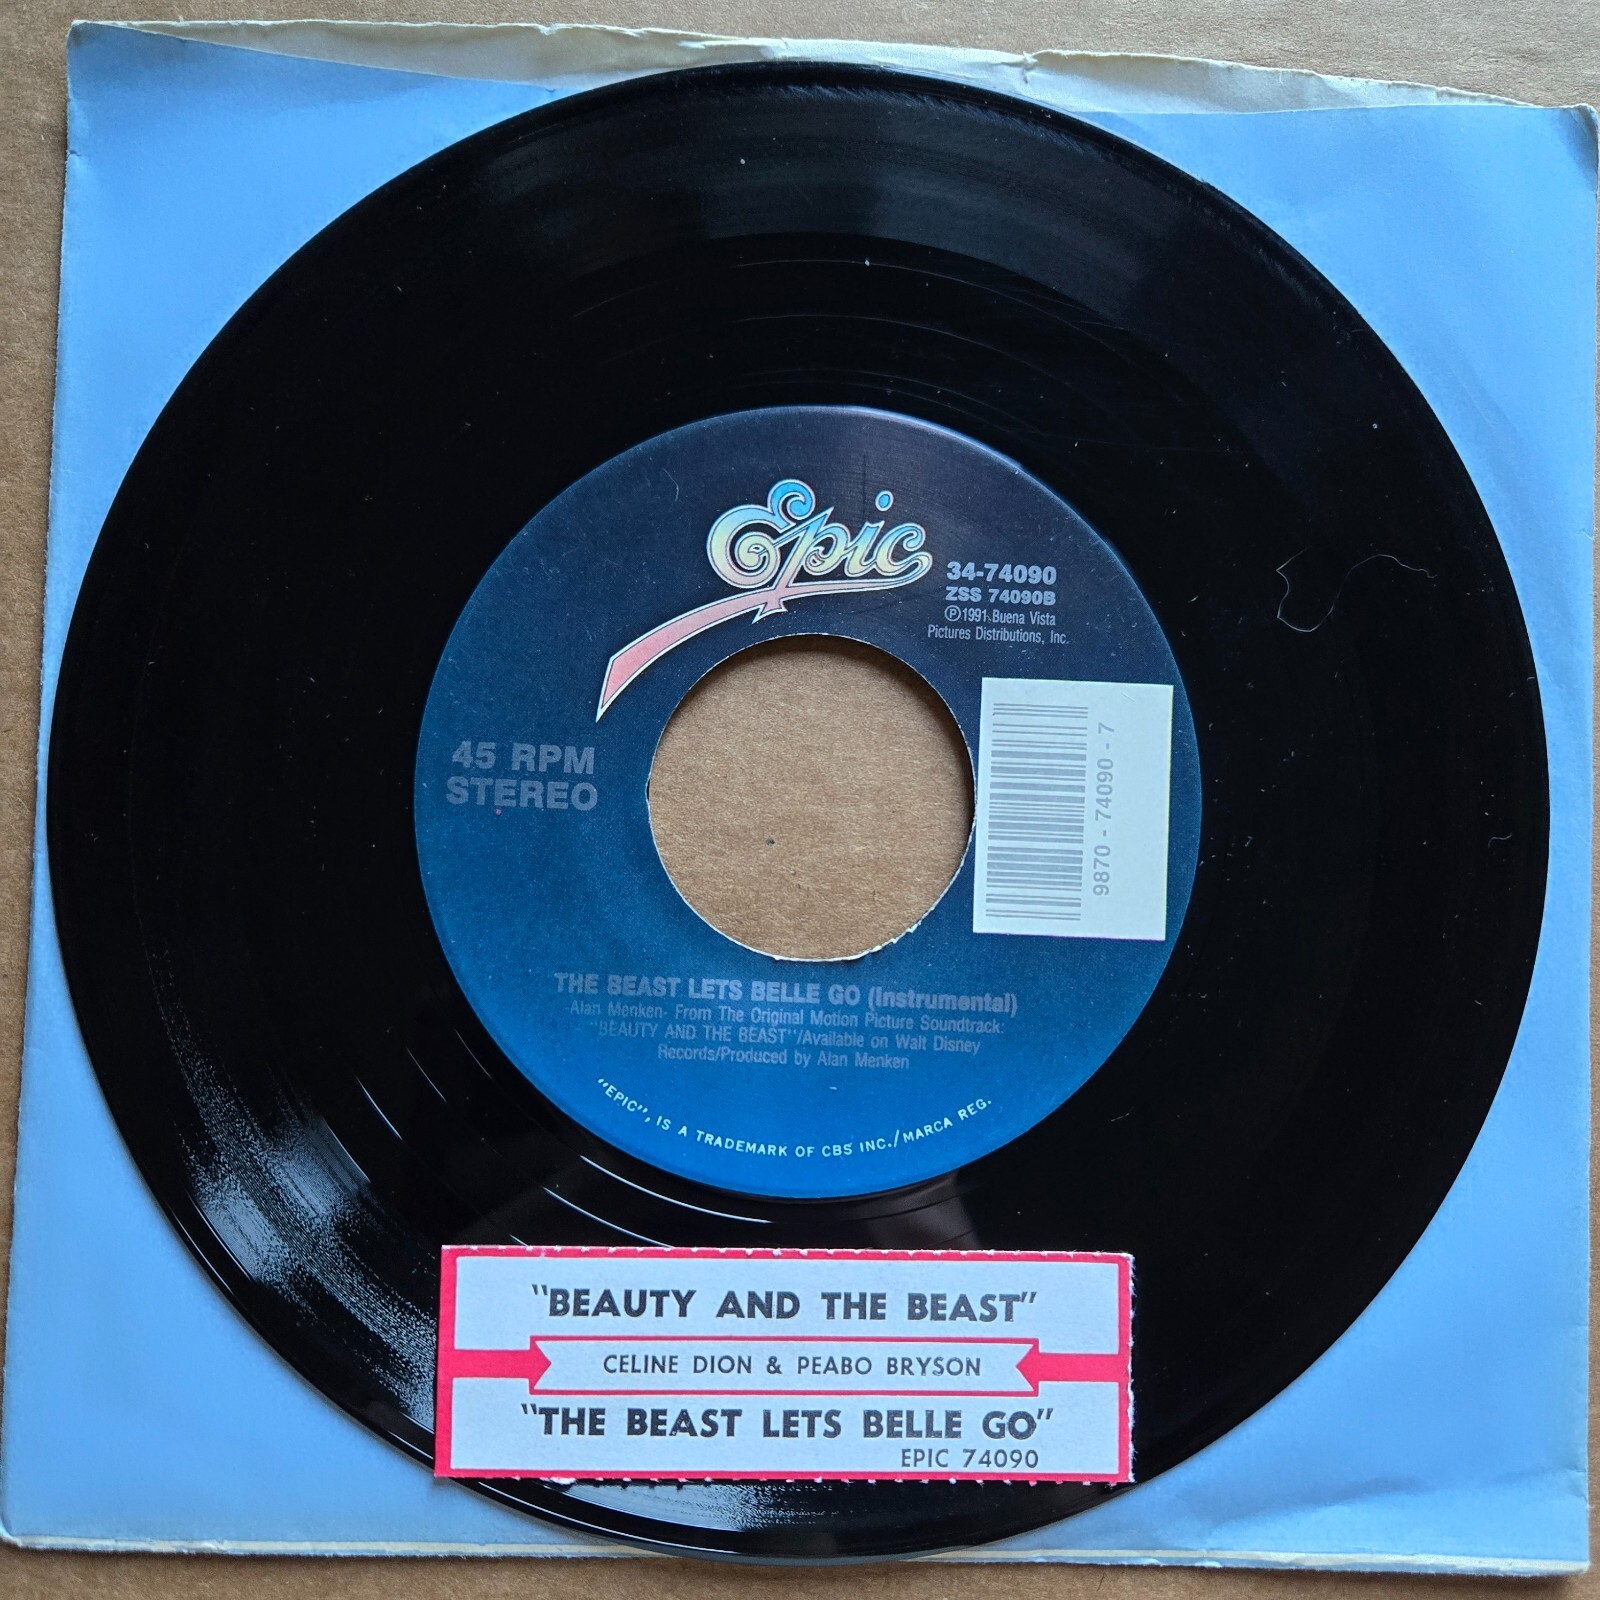 Epic
34-74090
ZSS 74090B
Ⓟ1991 Buena Vista
Pictures Distributions, Inc.
45 RPM
STEREO
9870 - 74090 - 7
THE BEAST LETS BELLE GO (Instrumental)
-Alan Menken- From The Original Motion Picture Soundtrack:
"BEAUTY AND THE BEAST"/Available on Walt Disney
Records/Produced by Alan Menken
"EPIC", IS A TRADEMARK OF CBS INC./MARCA REG.
"BEAUTY AND THE BEAST"
CELINE DION & PEABO BRYSON
"THE BEAST LETS BELLE GO"
EPIC 74090